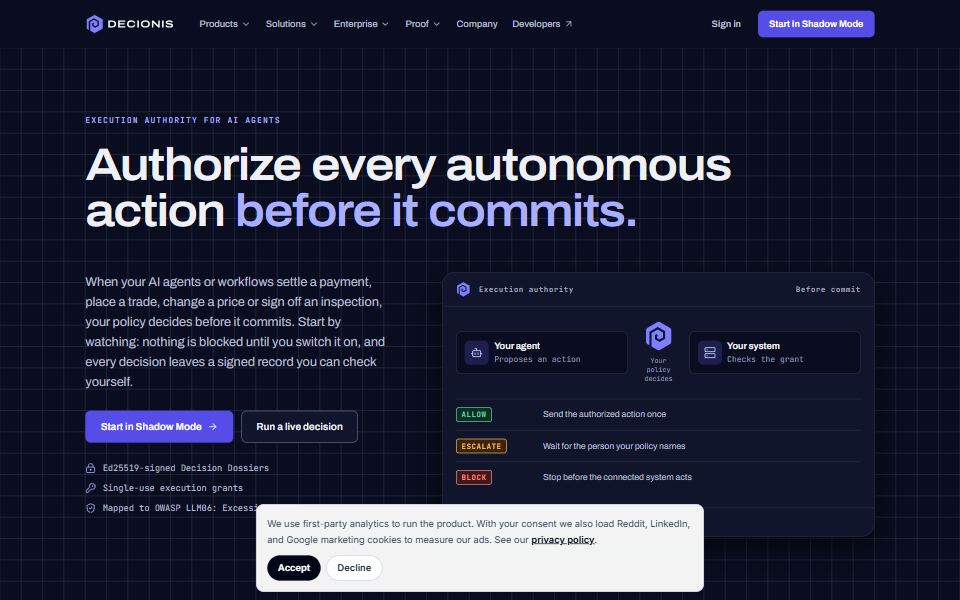 DECIONIS
Products Solutions Enterprise Proof Company Developers
Sign in
Start in Shadow Mode
EXECUTION AUTHORITY FOR AI AGENTS
Authorize every autonomous
action before it commits.
When your AI agents or workflows settle a payment,
place a trade, change a price or sign off an inspection,
your policy decides before it commits. Start by
watching: nothing is blocked until you switch it on, and
every decision leaves a signed record you can check
yourself.
Start in Shadow Mode
Run a live decision
Ed25519-signed Decision Dossiers
Single-use execution grants
Mapped to OWASP LLM06:
Execution authority
Before commit
Your agent
Proposes an action
Your
policy
decides
Your system
Checks the grant
ALLOW Send the authorized action once
ESCALATE Wait for the person your policy names
BLOCK Stop before the connected system acts
We use first-party analytics to run the product. With your consent we also load Reddit, LinkedIn,
and Google marketing cookies to measure our ads. See our privacy policy.
Accept
Decline